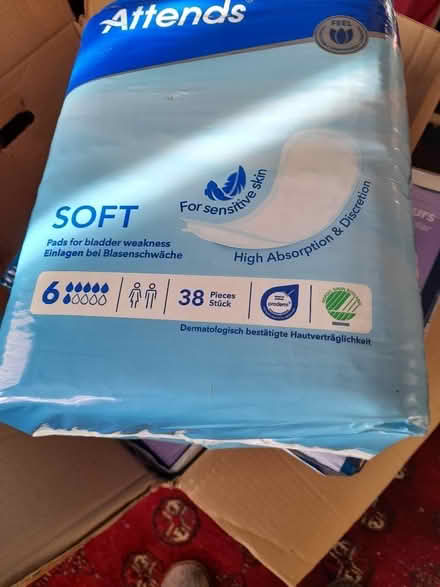 Attends®
FEEL
For sensitive skin
High Absorption & Discretion
SOFT
Pads for bladder weakness
Einlagen bei Blasenschwäche
6
38 Pieces
Stück
Dermatologisch bestätigte Hautverträglichkeit